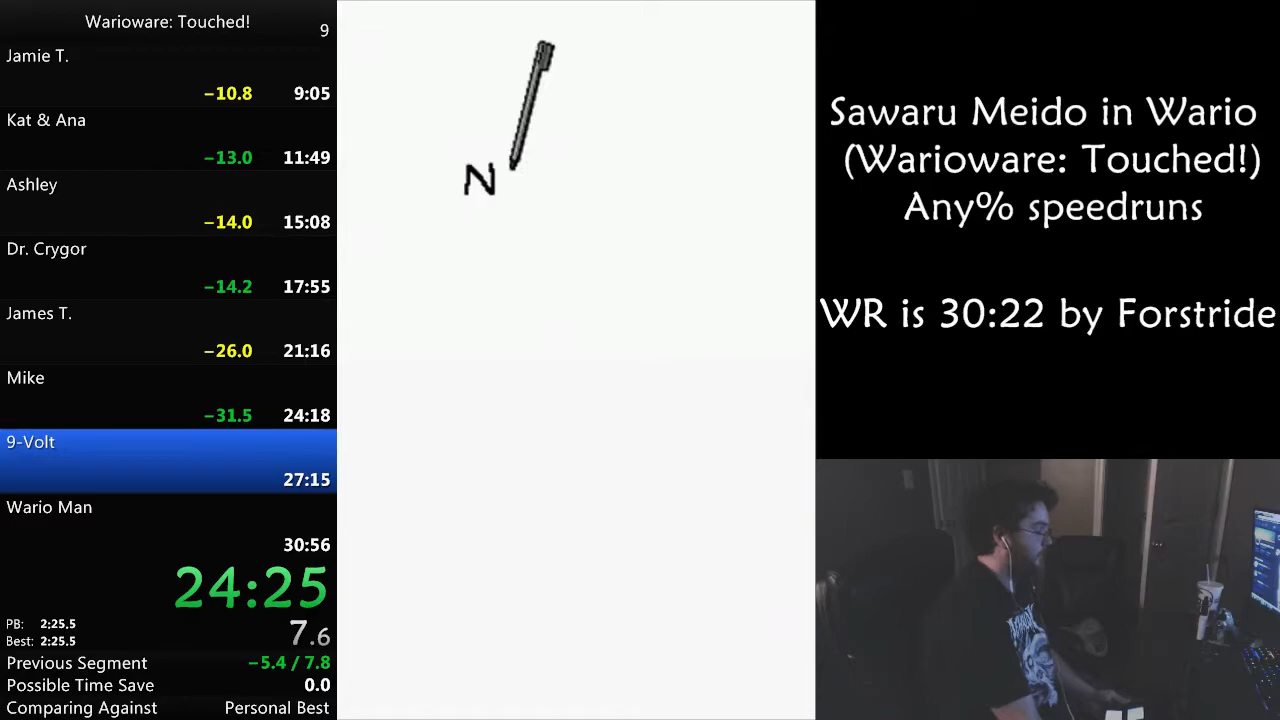 Warioware: Touched!
9
Jamie T.
-10.8 9:05
Kat & Ana
-13.0 11:49
Ashley
-14.0 15:08
Dr. Crygor
-14.2 17:55
James T.
-26.0 21:16
Mike
-31.5 24:18
9-Volt
27:15
Wario Man
30:56
24:25
PB: 2:25.5
Best: 2:25.5
7.6
Previous Segment -5.4 / 7.8
Possible Time Save 0.0
Comparing Against Personal Best
N
Sawaru Meido in Wario
(Warioware: Touched!)
Any% speedruns
WR is 30:22 by Forstride